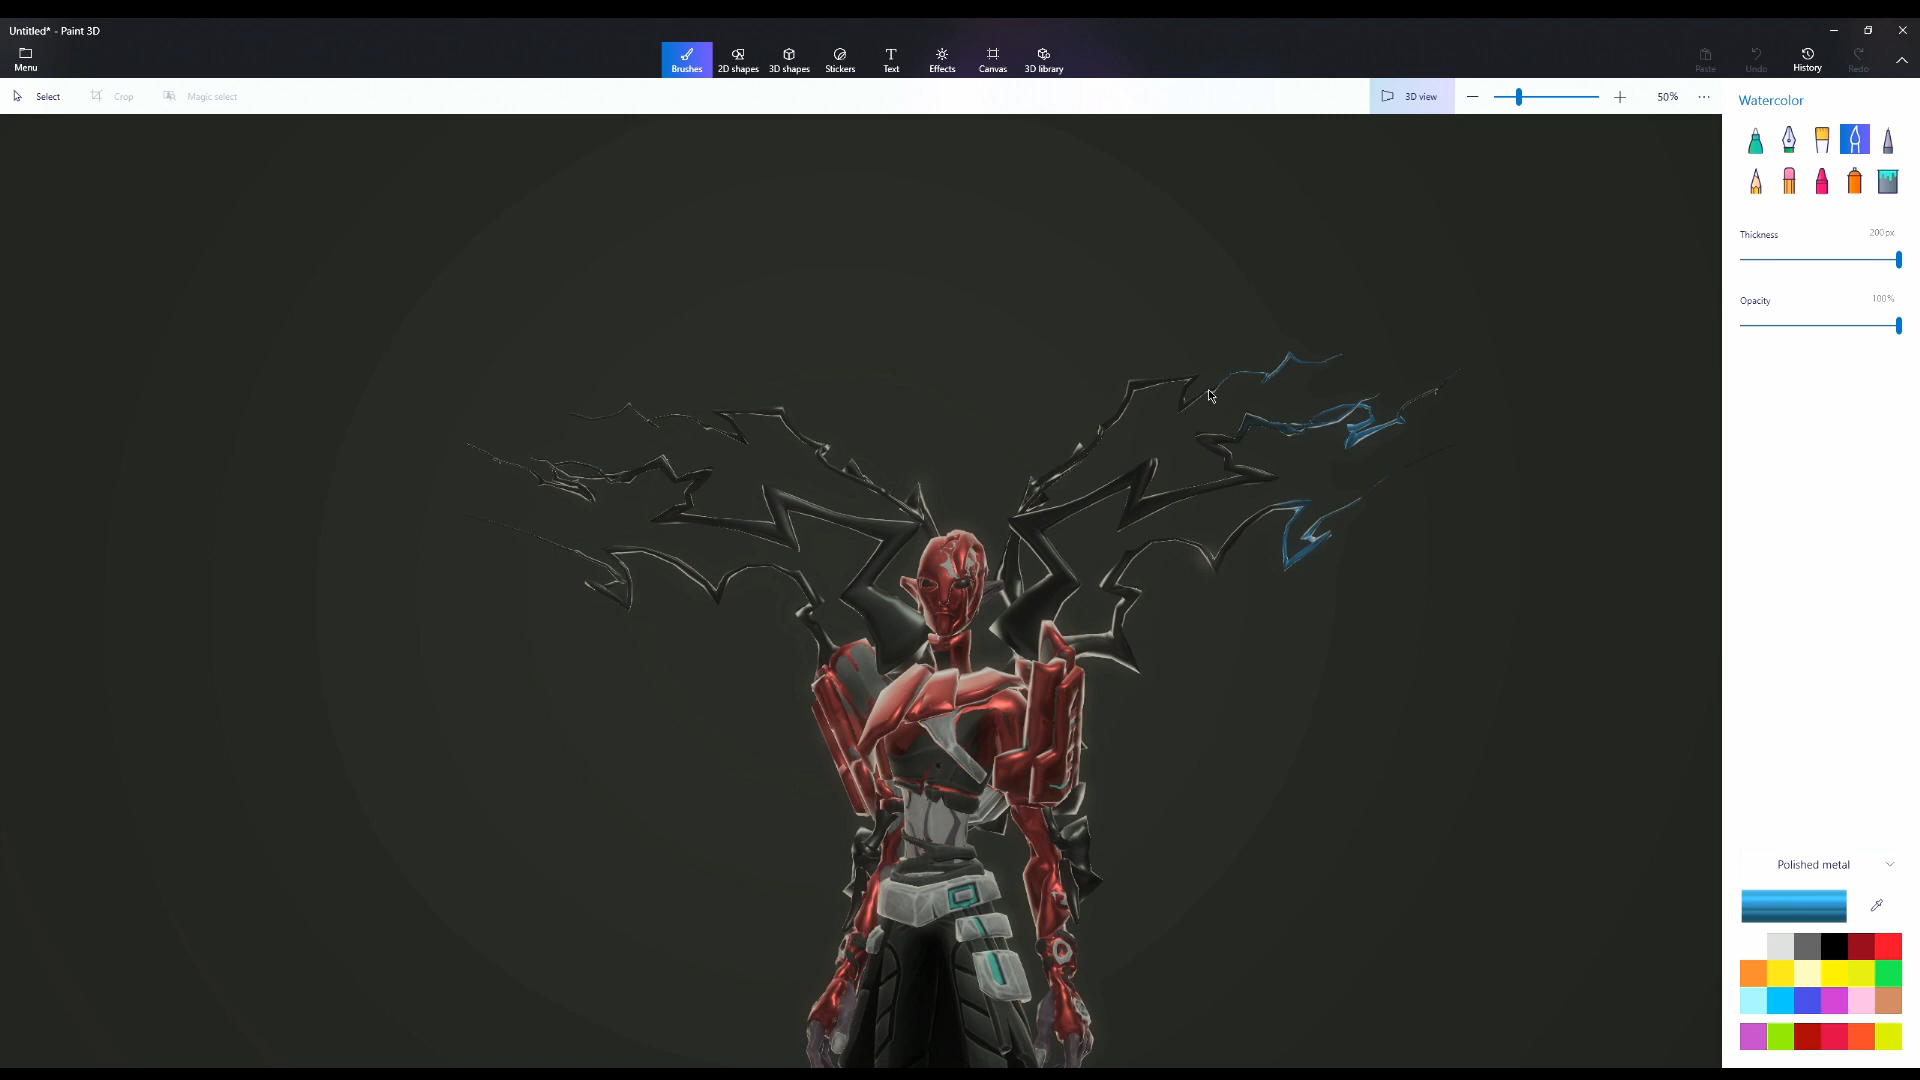 Untitled* - Paint 3D
Menu
Brushes
2D shapes
3D shapes
Stickers
Text
Effects
Canvas
3D library
Paste
Undo
History
Redo
Select
Crop
Magic select
3D view
50%
Watercolor
Thickness
200px
Opacity
100%
Polished metal